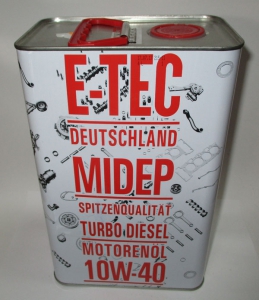 E-TEC
DEUTSCHLAND
MIDEP
SPITZENQUALITÄT
TURBO DIESEL
MOTORENÖL
10W-40